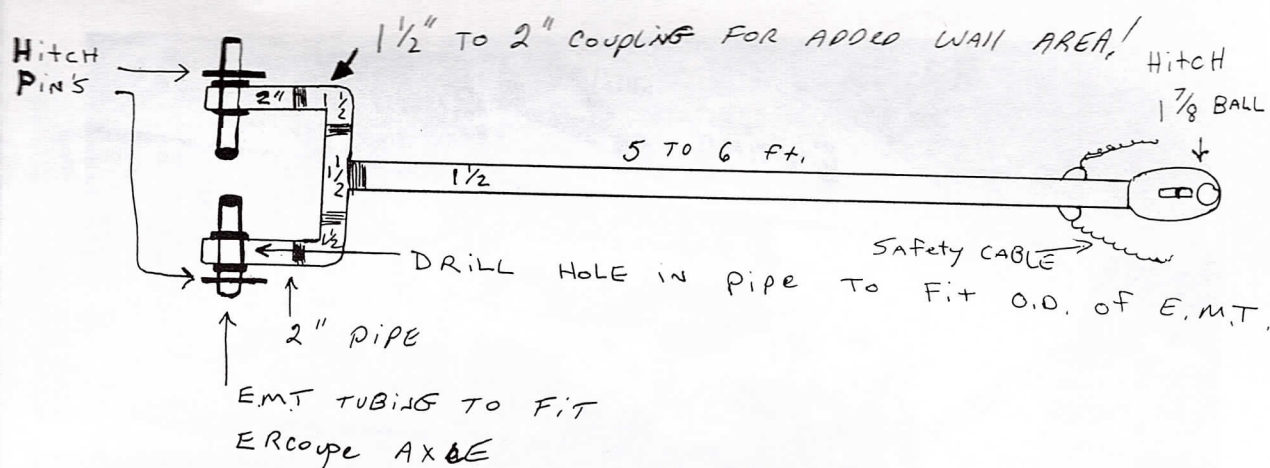 1 1/2" TO 2" COUPLING FOR ADDED WALL AREA!
HitCH
PiN'S
HitCH
1 7/8 BALL
2"
1 1/2
1 1/2
1 1/2
1 1/2
5 TO 6 ft.
SAfety CABLE
DRiLL HOLE iN PiPE TO FiT O.D. of E.M.T.
2" PiPE
E.M.T TUBiNG TO FiT
ERCOUPE AXLE